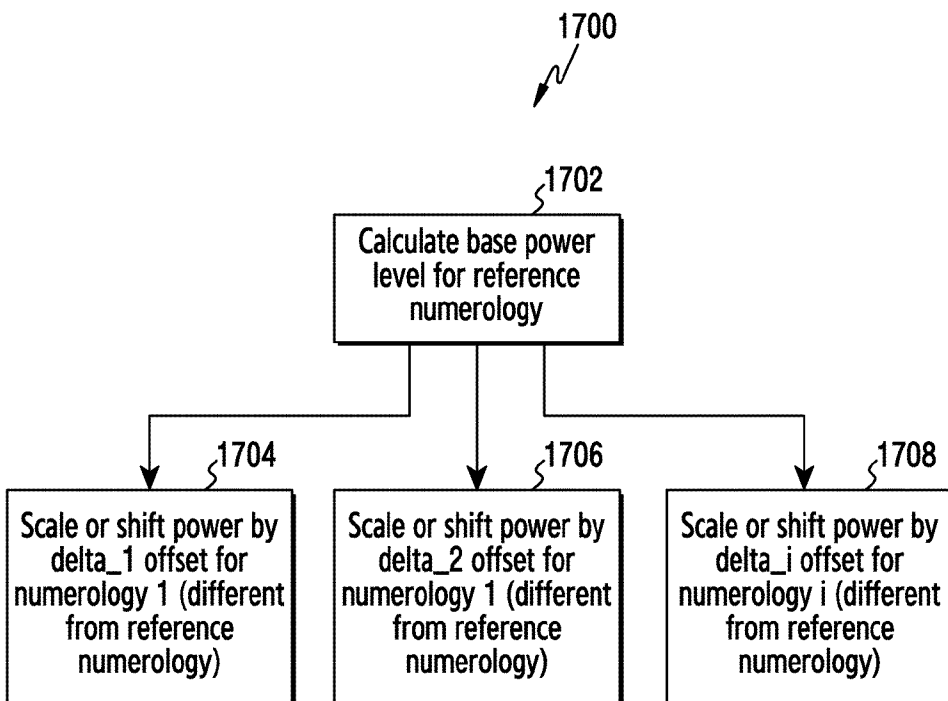 1700
1702
Calculate base power
level for reference
numerology
1704
Scale or shift power by
delta_1 offset for
numerology 1 (different
from reference
numerology)
1706
Scale or shift power by
delta_2 offset for
numerology 1 (different
from reference
numerology)
1708
Scale or shift power by
delta_i offset for
numerology i (different
from reference
numerology)